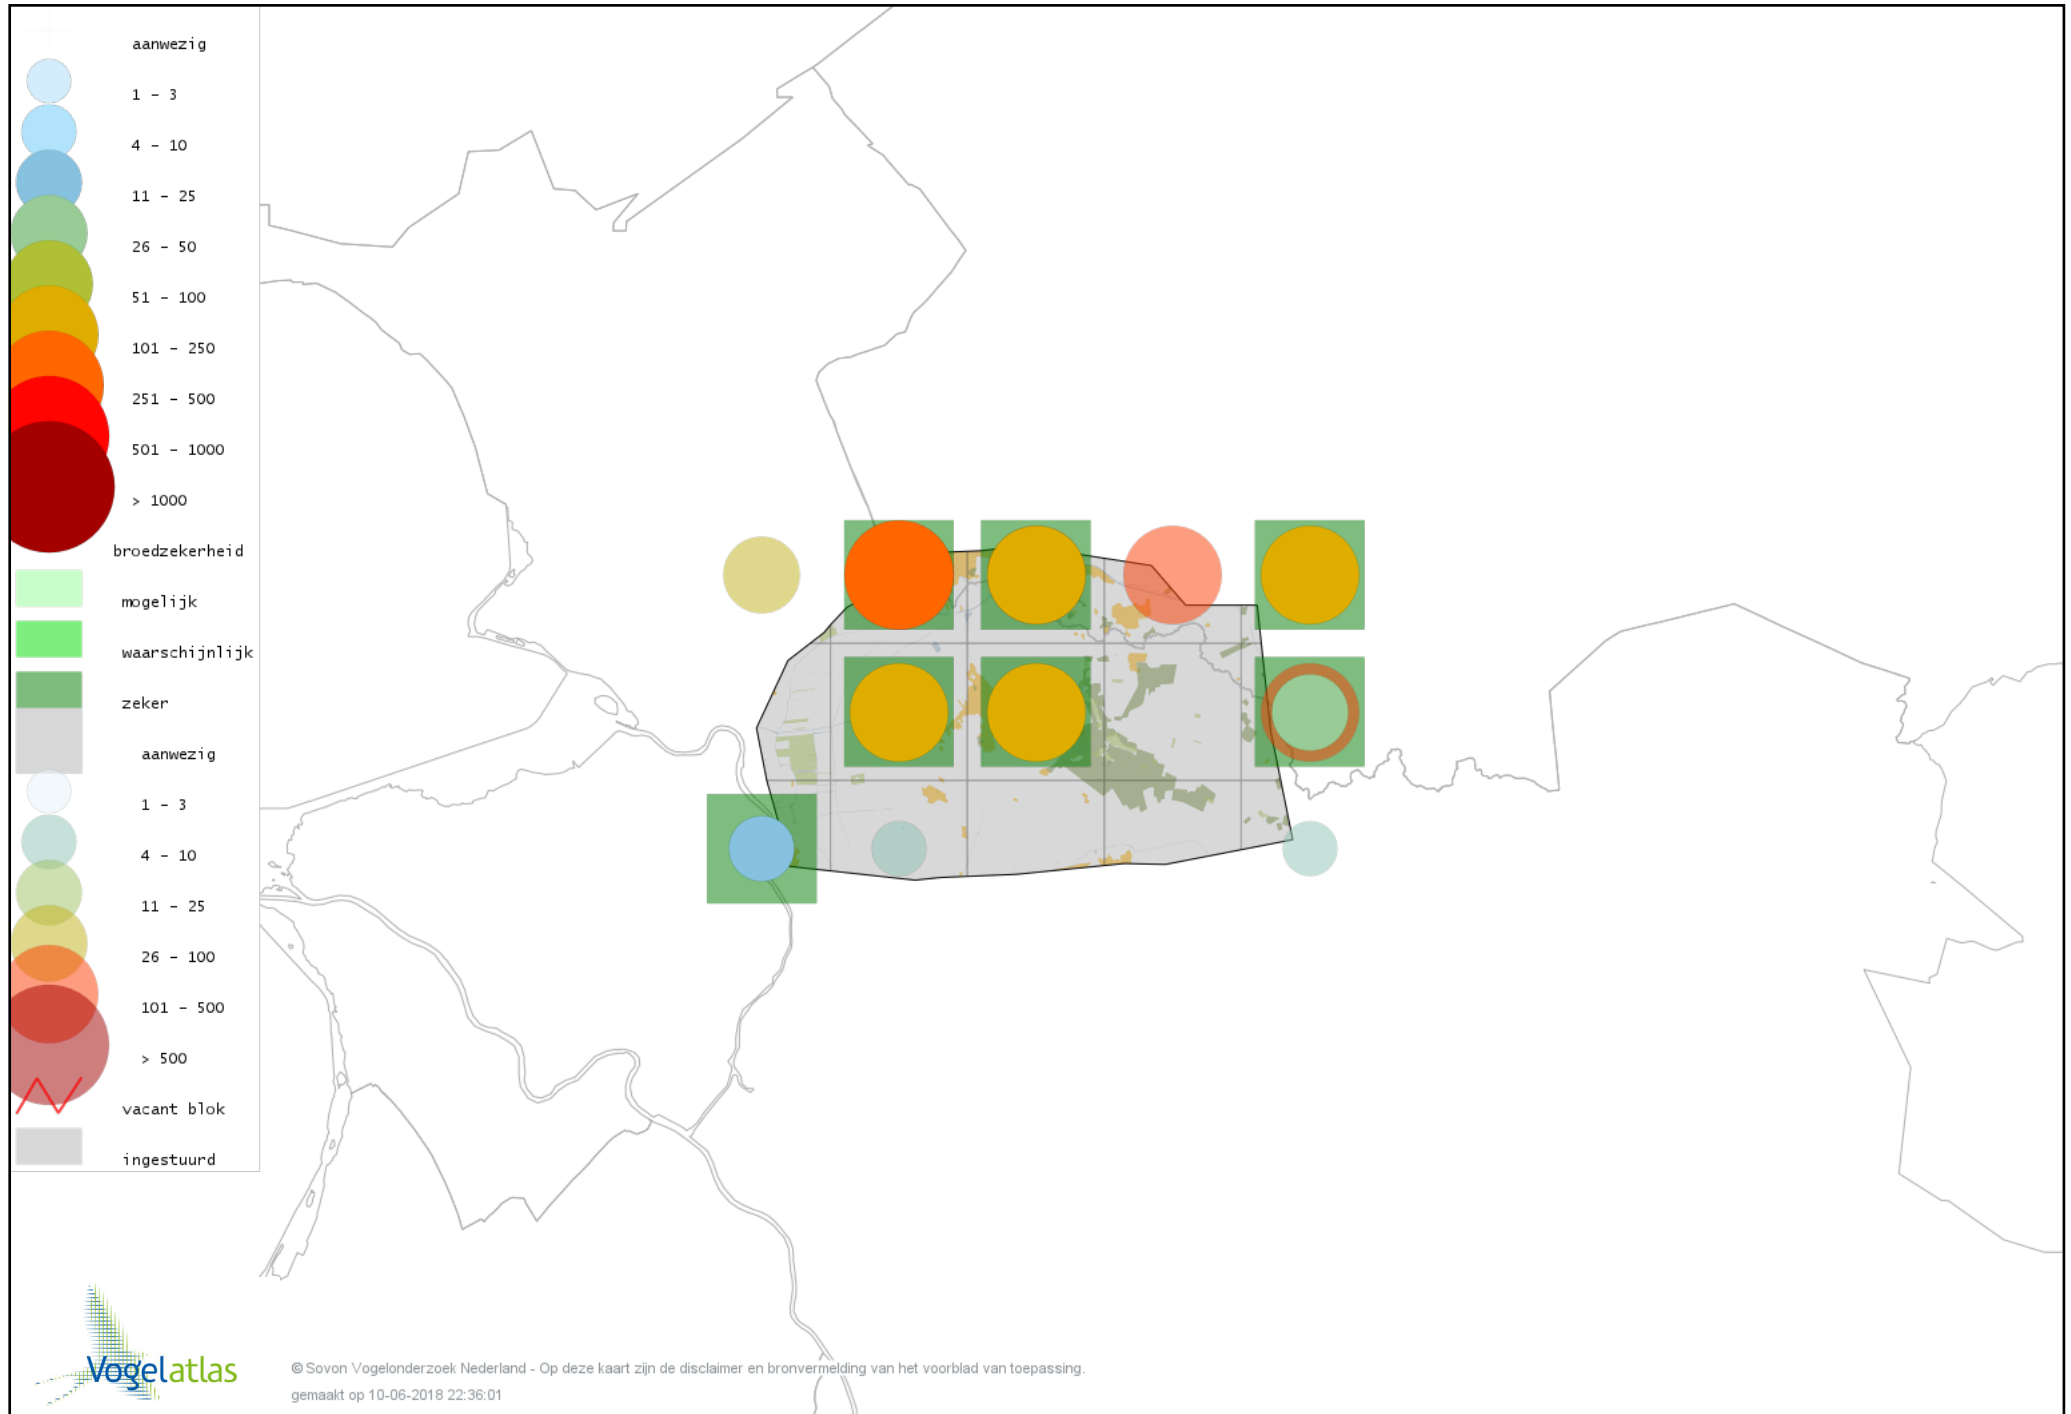 aanwezig
1 - 3
4 - 10
11 - 25
26 - 50
51 - 100
101 - 250
251 - 500
501 - 1000
> 1000
broedzekerheid
mogelijk
waarschijnlijk
zeker
aanwezig
1 - 3
4 - 10
11 - 25
26 - 100
101 - 500
> 500
vacant blok
ingestuurd
Vogelatlas
© Sovon Vogelonderzoek Nederland - Op deze kaart zijn de disclaimer en bronvermelding van het voorblad van toepassing.
gemaakt op 10-06-2018 22:36:01